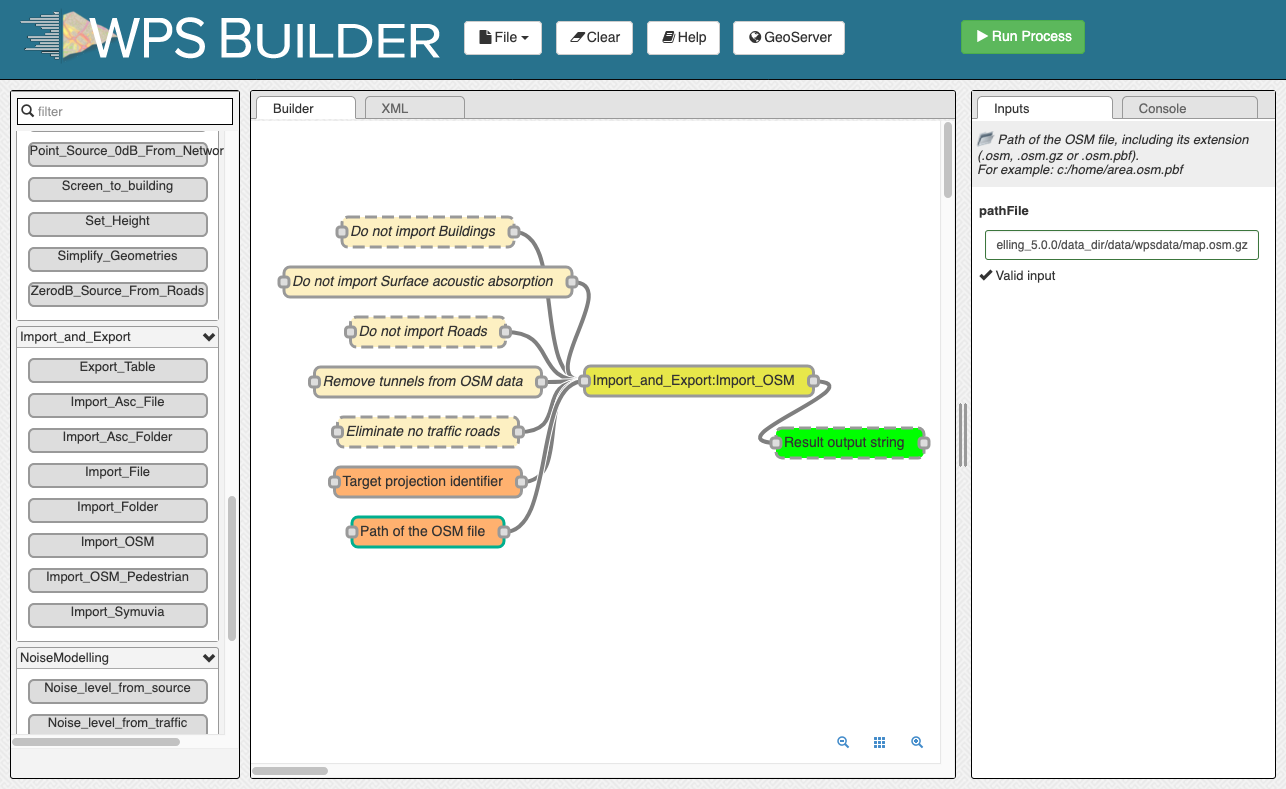 WPS BUILDER
File
Clear
Help
GeoServer
Run Process
filter
Point_Source_0dB_From_Networ
Screen_to_building
Set_Height
Simplify_Geometries
ZerodB_Source_From_Roads
Import_and_Export
Export_Table
Import_Asc_File
Import_Asc_Folder
Import_File
Import_Folder
Import_OSM
Import_OSM_Pedestrian
Import_Symuvia
NoiseModelling
Noise_level_from_source
Noise_level_from_traffic
Builder
XML
Do not import Buildings
Do not import Surface acoustic absorption
Do not import Roads
Remove tunnels from OSM data
Eliminate no traffic roads
Target projection identifier
Path of the OSM file
Import_and_Export:Import_OSM
Result output string
Inputs
Console
Path of the OSM file, including its extension
(.osm, .osm.gz or .osm.pbf).
For example: c:/home/area.osm.pbf
pathFile
elling_5.0.0/data_dir/data/wpsdata/map.osm.gz
Valid input